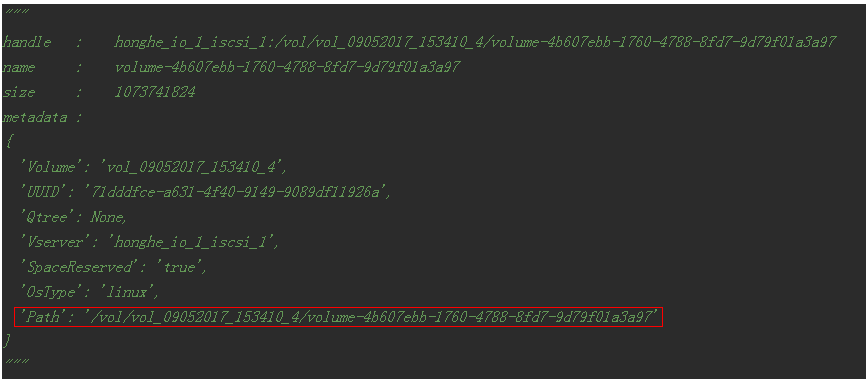 """
handle : honghe_io_1_iscsi_1:/vol/vol_09052017_153410_4/volume-4b607ebb-1760-4788-8fd7-9d79f01a3a97
name : volume-4b607ebb-1760-4788-8fd7-9d79f01a3a97
size : 1073741824
metadata :
{
'Volume': 'vol_09052017_153410_4',
'UUID': '71dddfce-a631-4f40-9149-9089df11926a',
'Qtree': None,
'Vserver': 'honghe_io_1_iscsi_1',
'SpaceReserved': 'true',
'OsType': 'linux',
'Path': '/vol/vol_09052017_153410_4/volume-4b607ebb-1760-4788-8fd7-9d79f01a3a97'
}
"""